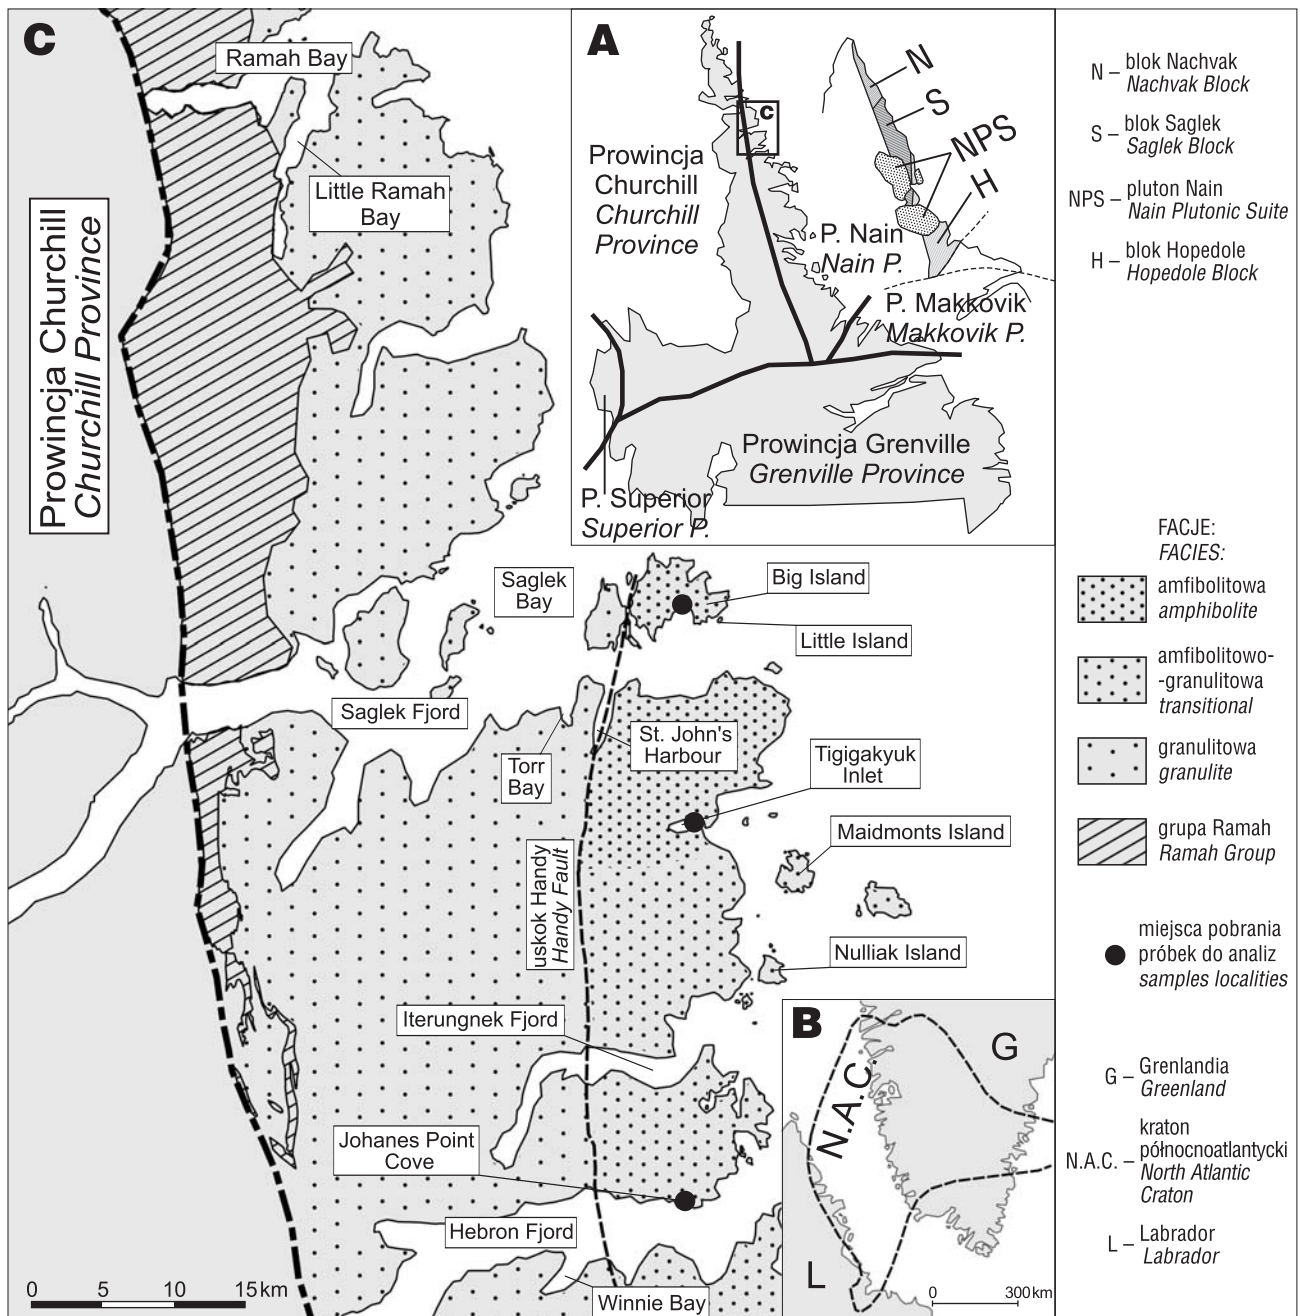 C
Ramah Bay
Little Ramah
Bay
Prowincja Churchill
Churchill Province
A
C
N
S
NPS
H
Prowincja
Churchill
Churchill
Province
P. Nain
Nain P.
P. Makkovik
Makkovik P.
Prowincja Grenville
Grenville Province
P. Superior
Superior P.
N – blok Nachvak
Nachvak Block
S – blok Saglek
Saglek Block
NPS – pluton Nain
Nain Plutonic Suite
H – blok Hopedole
Hopedole Block
Saglek
Bay
Big Island
Little Island
Saglek Fjord
Torr
Bay
St. John's
Harbour
Tigigakyuk
Inlet
Maidmonts Island
uskok Handy
Handy Fault
Nulliak Island
Iterungnek Fjord
Johanes Point
Cove
Hebron Fjord
Winnie Bay
0 5 10 15 km
FACJE:
FACIES:
amfibolitowa
amphibolite
amfibolitowo-
-granulitowa
transitional
granulitowa
granulite
grupa Ramah
Ramah Group
miejsca pobrania
próbek do analiz
samples localities
B
G
N.A.C.
L
0 300 km
G – Grenlandia
Greenland
kraton
północnoatlantycki
N.A.C. – North Atlantic
Craton
L – Labrador
Labrador